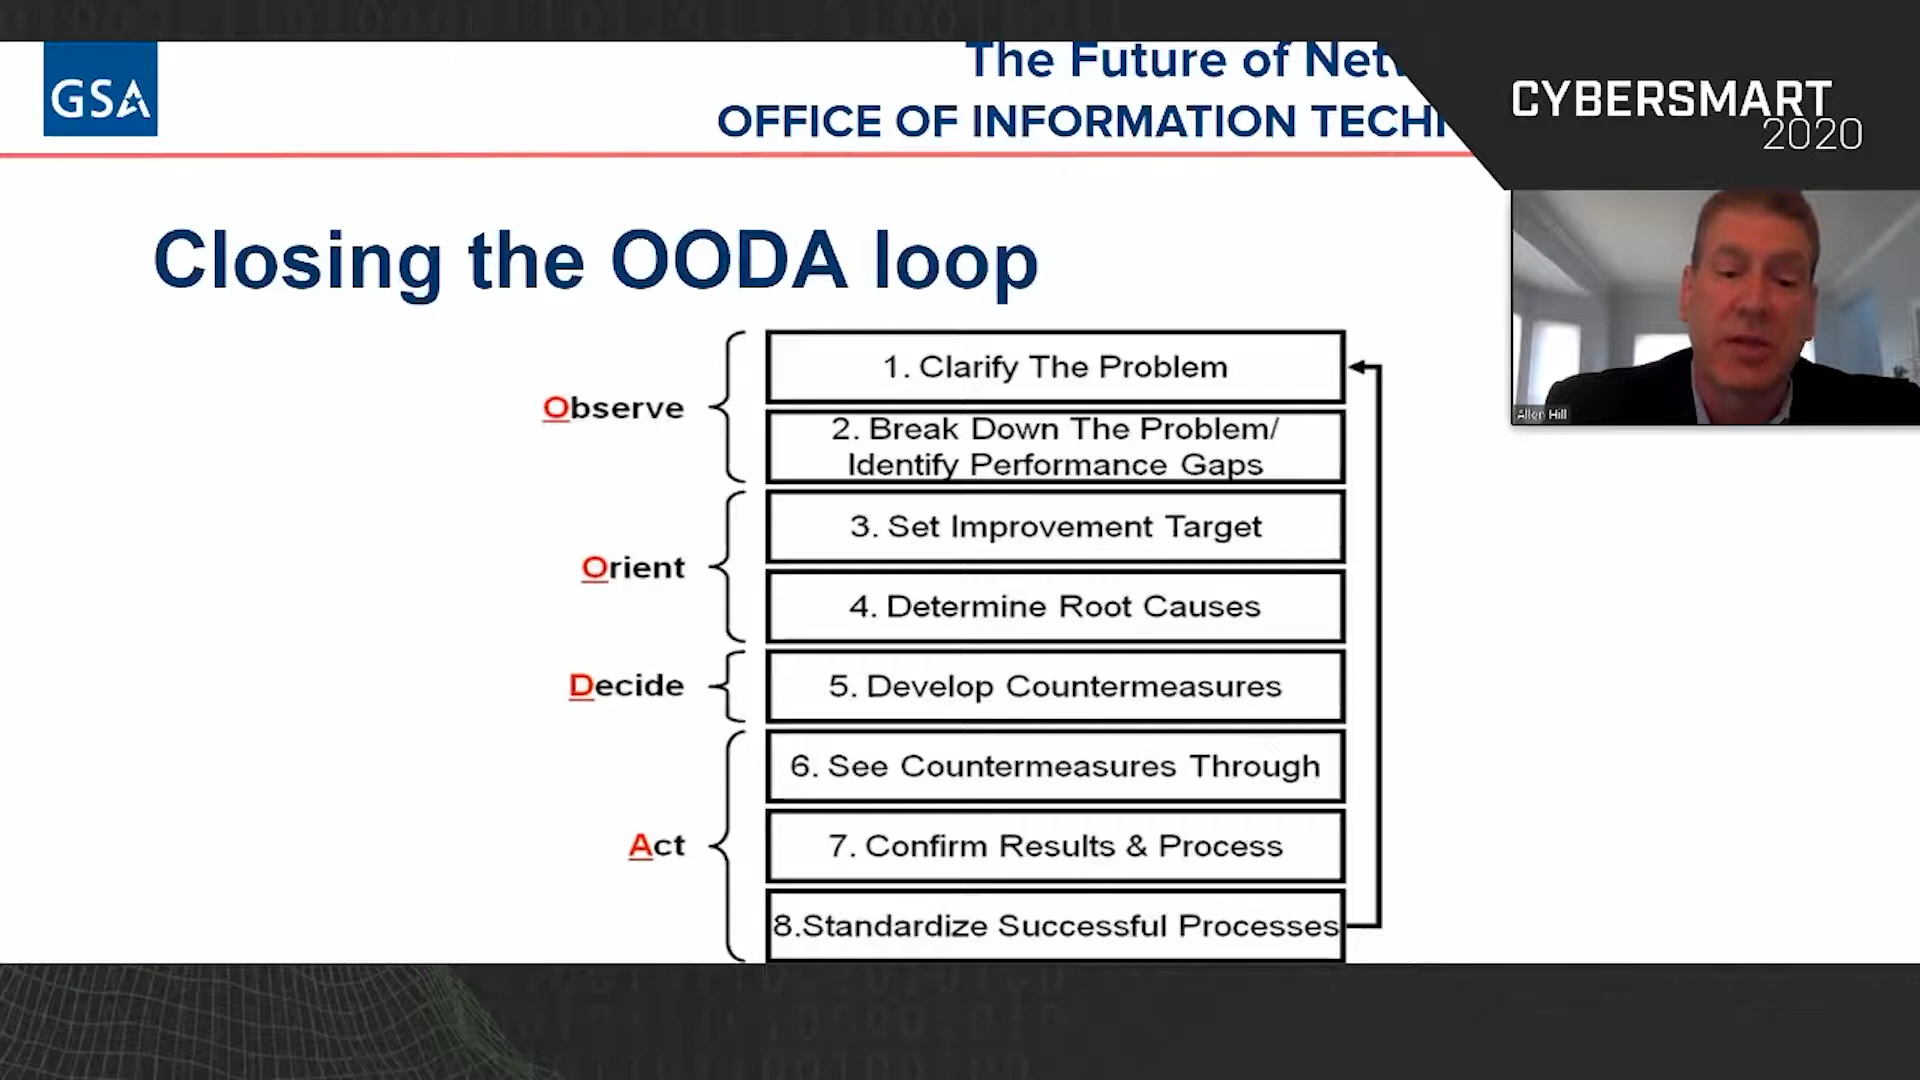 GSA
The Future of Net
OFFICE OF INFORMATION TECH
CYBERSMART
2020
Allen Hill
Closing the OODA loop
Observe
1. Clarify The Problem
2. Break Down The Problem/
Identify Performance Gaps
Orient
3. Set Improvement Target
4. Determine Root Causes
Decide
5. Develop Countermeasures
Act
6. See Countermeasures Through
7. Confirm Results & Process
8.Standardize Successful Processes